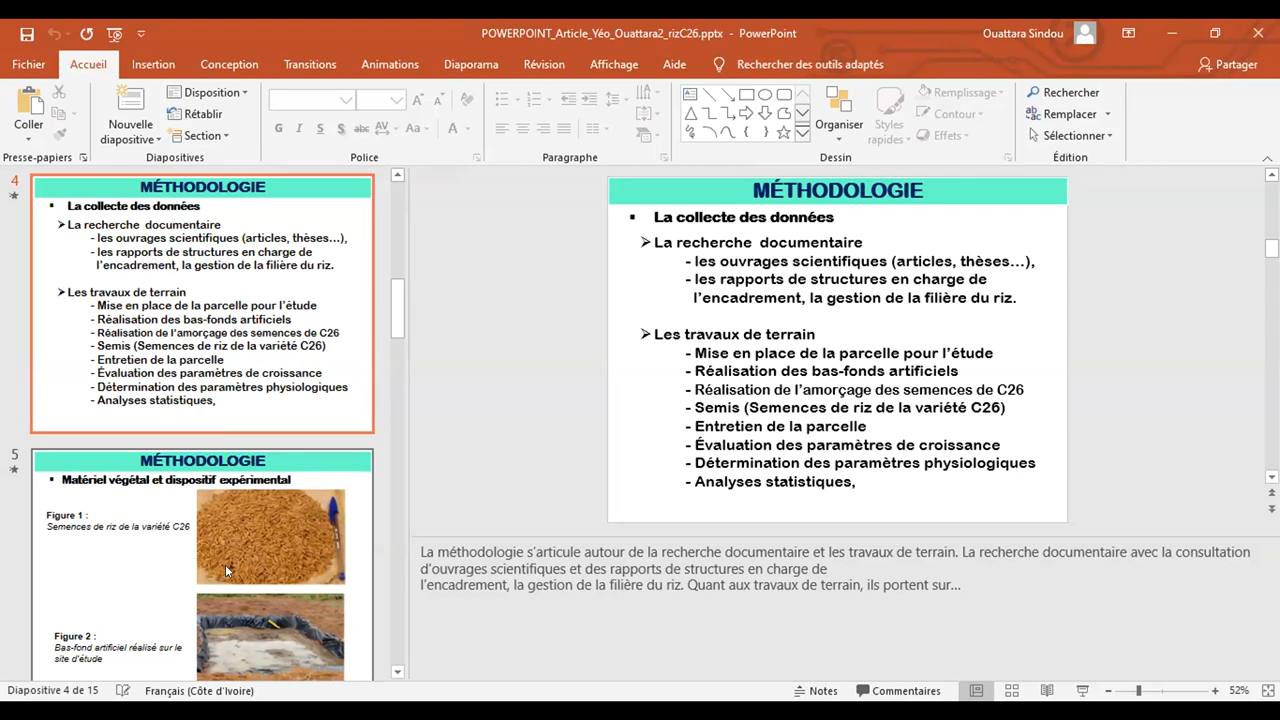 POWERPOINT_Article_Yéo_Ouattara2_rizC26.pptx - PowerPoint
Ouattara Sindou
Fichier
Accueil
Insertion
Conception
Transitions
Animations
Diaporama
Révision
Affichage
Aide
Rechercher des outils adaptés
Partager
Coller
Presse-papiers
Nouvelle
diapositive
Disposition
Rétablir
Section
Diapositives
G
I
S
S
abc
AV
Aa
A
Police
Paragraphe
Organiser
Styles
rapides
Remplissage
Contour
Effets
Dessin
Rechercher
Remplacer
Sélectionner
Édition
4
MÉTHODOLOGIE
▪ La collecte des données
➢ La recherche documentaire
- les ouvrages scientifiques (articles, thèses…),
- les rapports de structures en charge de
l’encadrement, la gestion de la filière du riz.
➢ Les travaux de terrain
- Mise en place de la parcelle pour l’étude
- Réalisation des bas-fonds artificiels
- Réalisation de l’amorçage des semences de C26
- Semis (Semences de riz de la variété C26)
- Entretien de la parcelle
- Évaluation des paramètres de croissance
- Détermination des paramètres physiologiques
- Analyses statistiques,
5
MÉTHODOLOGIE
▪ Matériel végétal et dispositif expérimental
Figure 1 :
Semences de riz de la variété C26
Figure 2 :
Bas-fond artificiel réalisé sur le
site d’étude
MÉTHODOLOGIE
▪ La collecte des données
➢ La recherche documentaire
- les ouvrages scientifiques (articles, thèses…),
- les rapports de structures en charge de
l’encadrement, la gestion de la filière du riz.
➢ Les travaux de terrain
- Mise en place de la parcelle pour l’étude
- Réalisation des bas-fonds artificiels
- Réalisation de l’amorçage des semences de C26
- Semis (Semences de riz de la variété C26)
- Entretien de la parcelle
- Évaluation des paramètres de croissance
- Détermination des paramètres physiologiques
- Analyses statistiques,
La méthodologie s’articule autour de la recherche documentaire et les travaux de terrain. La recherche documentaire avec la consultation
d’ouvrages scientifiques et des rapports de structures en charge de
l’encadrement, la gestion de la filière du riz. Quant aux travaux de terrain, ils portent sur…
Diapositive 4 de 15
Français (Côte d’Ivoire)
Notes
Commentaires
52%